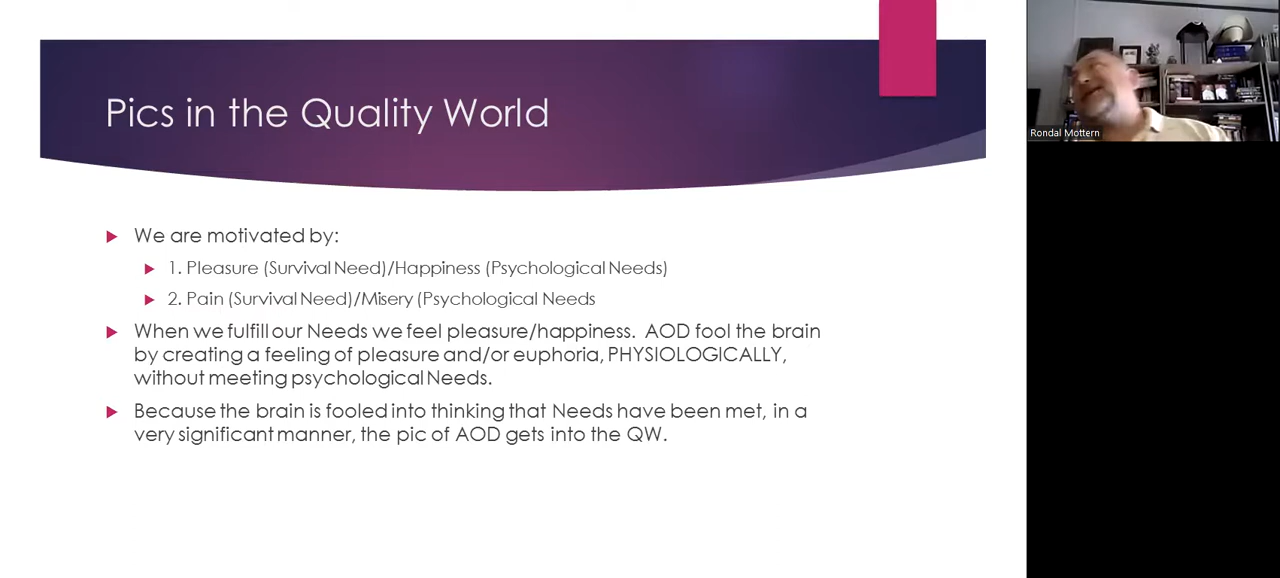 Pics in the Quality World
We are motivated by:
1. Pleasure (Survival Need)/Happiness (Psychological Needs)
2. Pain (Survival Need)/Misery (Psychological Needs
When we fulfill our Needs we feel pleasure/happiness. AOD fool the brain
by creating a feeling of pleasure and/or euphoria, PHYSIOLOGICALLY,
without meeting psychological Needs.
Because the brain is fooled into thinking that Needs have been met, in a
very significant manner, the pic of AOD gets into the QW.
Rondal Mottern